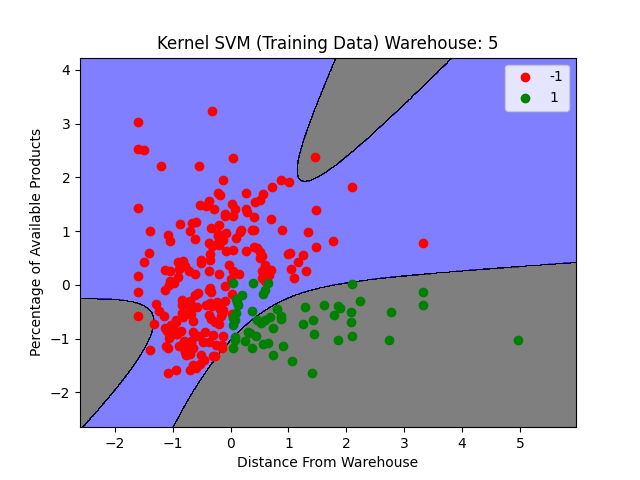 Kernel SVM (Training Data) Warehouse: 5
-1
1
4
3
2
1
0
−1
−2
Percentage of Available Products
−2 −1 0 1 2 3 4 5
Distance From Warehouse